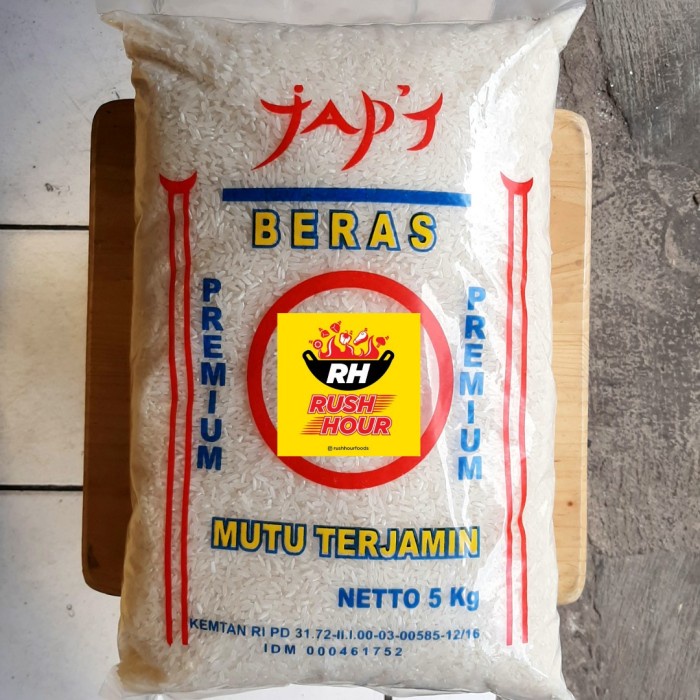 jap's
BERAS
PREMIUM
PREMIUM
RH
RUSH
HOUR
@rushhourfoods
MUTU TERJAMIN
NETTO 5 Kg
KEMTAN RI PD 31.72-II.I.00-03-00585-12/16
IDM 000461752